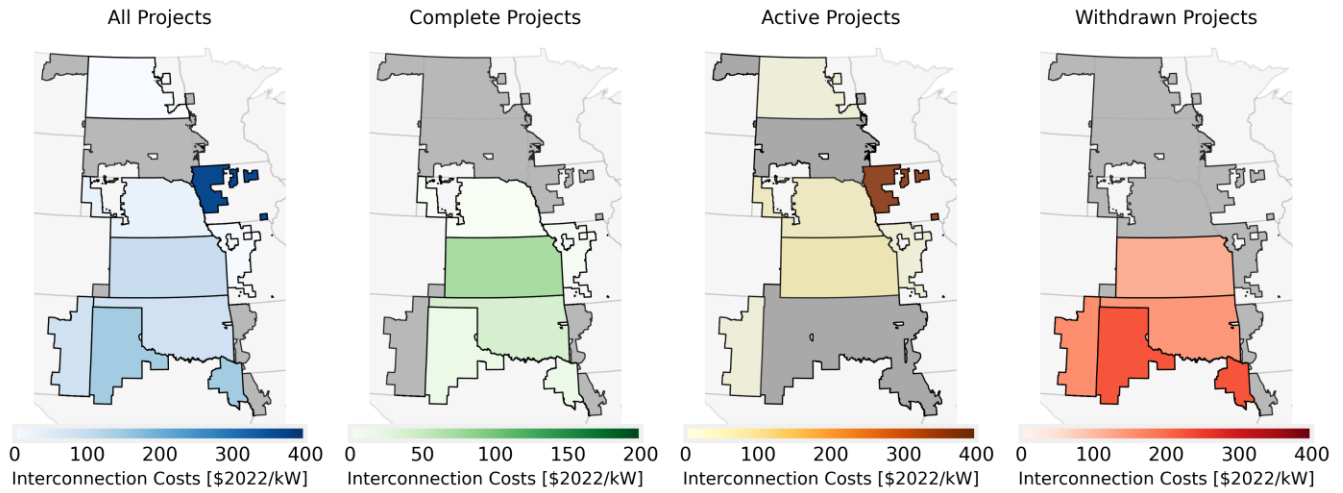 All Projects
Complete Projects
Active Projects
Withdrawn Projects
0 100 200 300 400
0 50 100 150 200
0 100 200 300 400
0 100 200 300 400
Interconnection Costs [$2022/kW]
Interconnection Costs [$2022/kW]
Interconnection Costs [$2022/kW]
Interconnection Costs [$2022/kW]